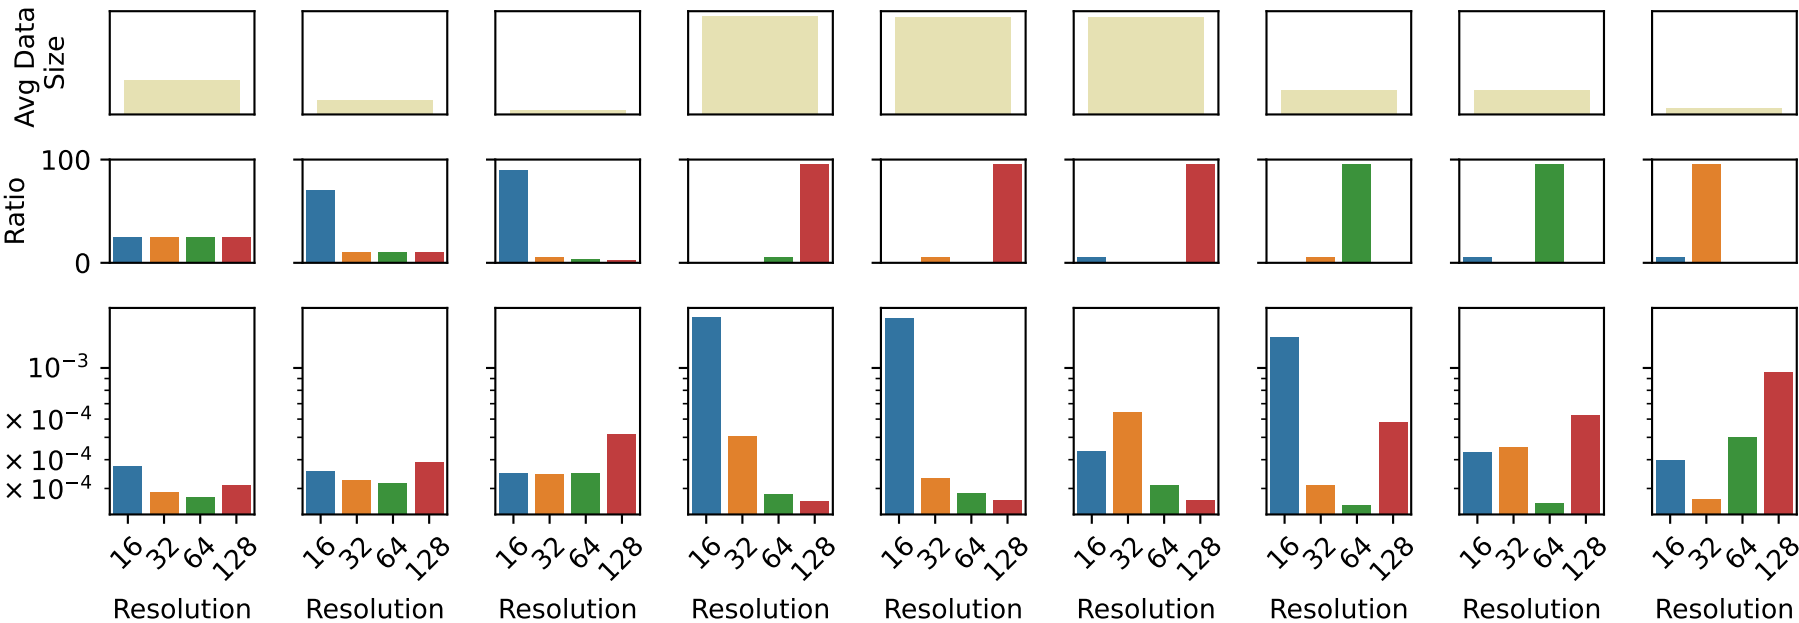 Avg Data
Size
Ratio
100
0
10⁻³
× 10⁻⁴
× 10⁻⁴
× 10⁻⁴
16 32 64 128 16 32 64 128 16 32 64 128 16 32 64 128 16 32 64 128 16 32 64 128 16 32 64 128 16 32 64 128 16 32 64 128
Resolution Resolution Resolution Resolution Resolution Resolution Resolution Resolution Resolution